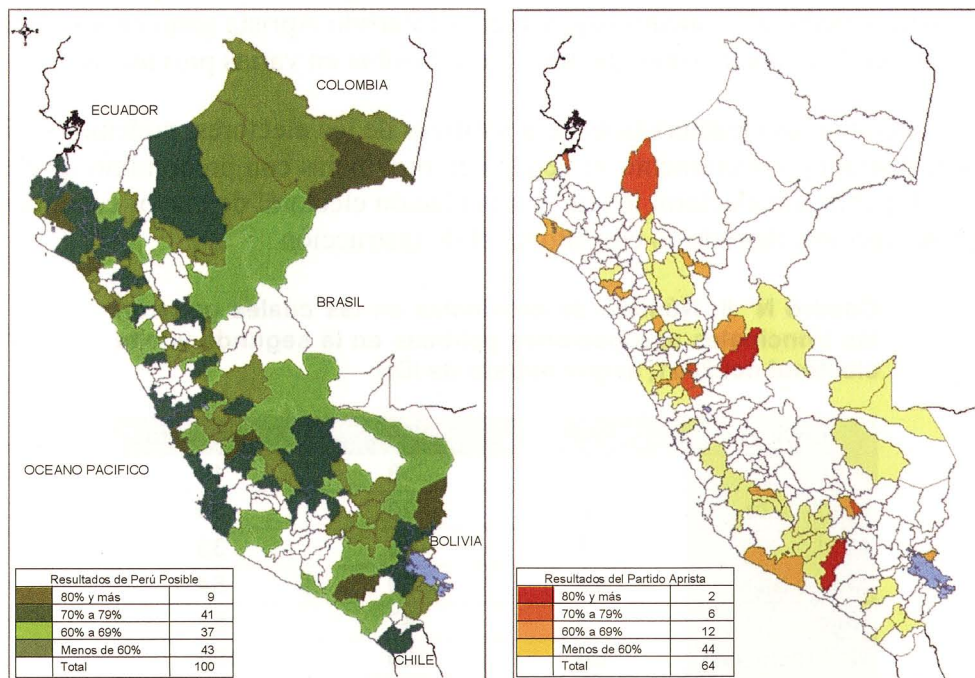 COLOMBIA
ECUADOR
BRASIL
OCEANO PACIFICO
BOLIVIA
CHILE
Resultados de Perú Posible
80% y más 9
70% a 79% 41
60% a 69% 37
Menos de 60% 43
Total 100
Resultados del Partido Aprista
80% y más 2
70% a 79% 6
60% a 69% 12
Menos de 60% 44
Total 64